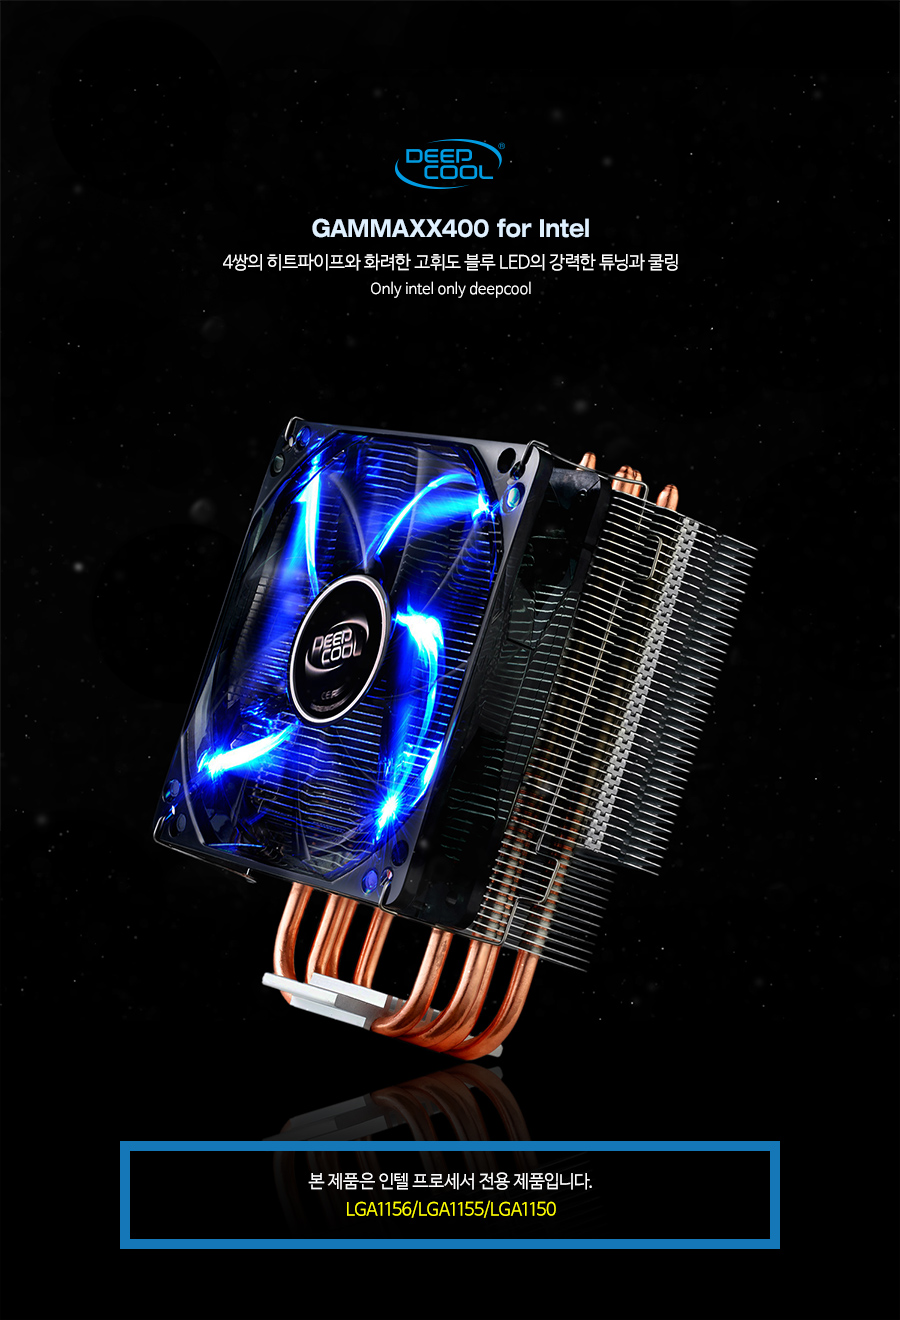 DEEP
COOL®
GAMMAXX400 for Intel
4쌍의 히트파이프와 화려한 고휘도 블루 LED의 강력한 튜닝과 쿨링
Only intel only deepcool
DEEP
COOL
본 제품은 인텔 프로세서 전용 제품입니다.
LGA1156/LGA1155/LGA1150